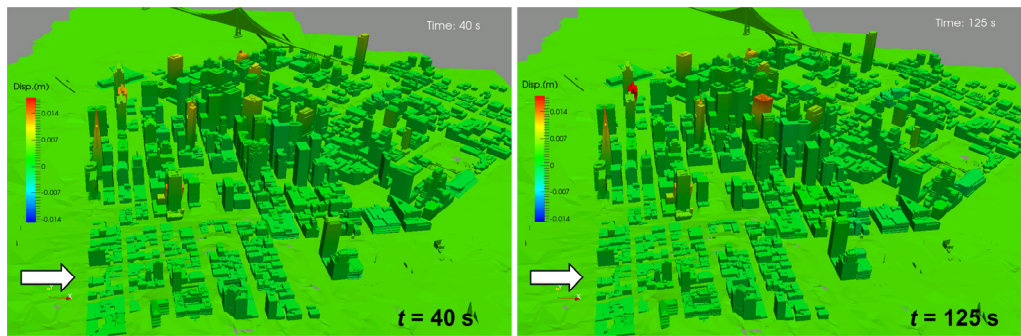 Time: 40 s
Disp.(m)
0.014
0.007
0
-0.007
-0.014
t = 40 s
Time: 125 s
Disp.(m)
0.014
0.007
0
-0.007
-0.014
t = 125 s